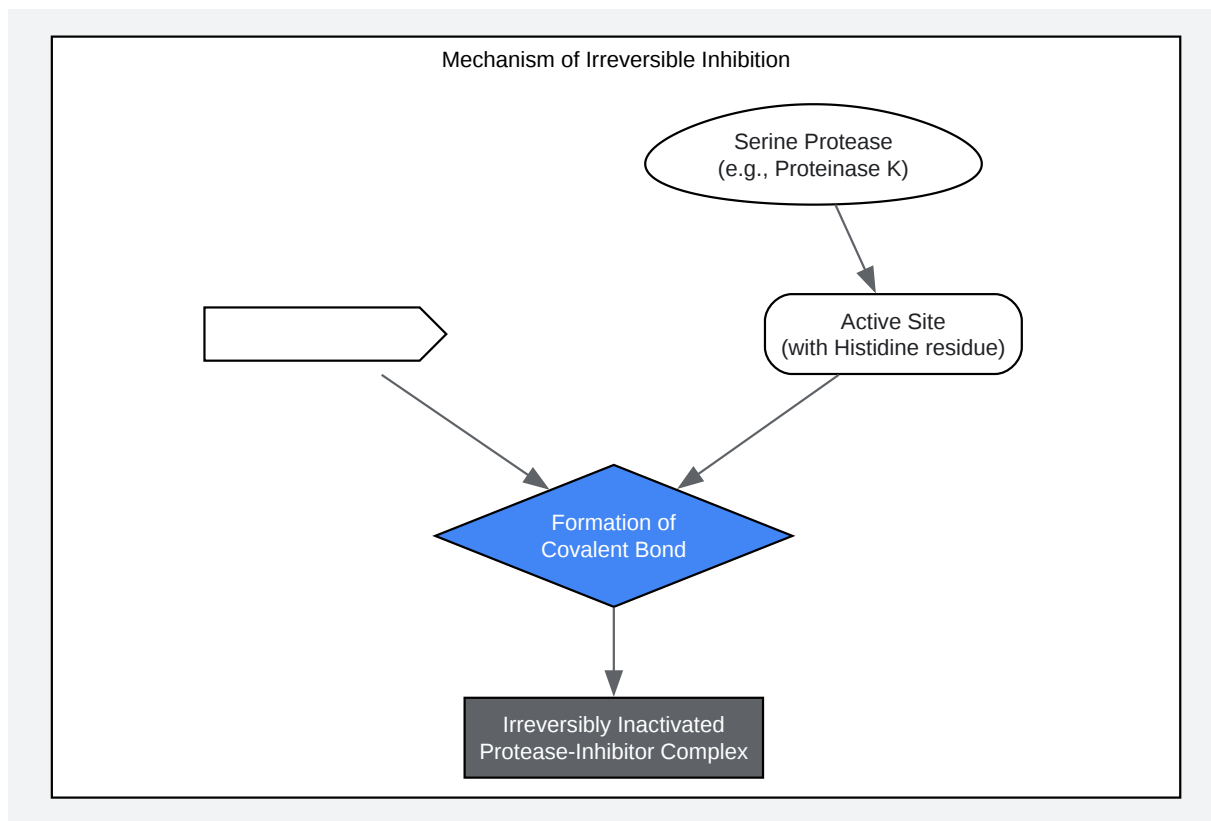 Mechanism of Irreversible Inhibition
Serine Protease
(e.g., Proteinase K)
Active Site
(with Histidine residue)
Formation of
Covalent Bond
Irreversibly Inactivated
Protease-Inhibitor Complex